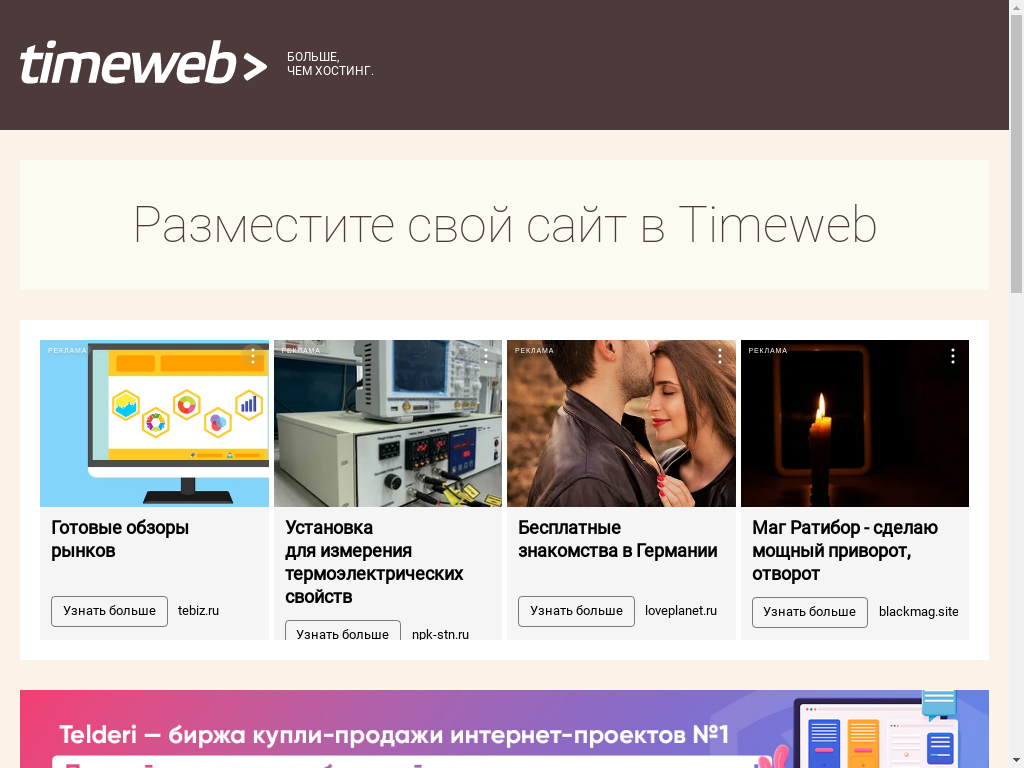 timeweb>
БОЛЬШЕ,
ЧЕМ ХОСТИНГ.
Разместите свой сайт в Timeweb
РЕКЛАМА
РЕКЛАМА
РЕКЛАМА
РЕКЛАМА
Готовые обзоры
рынков
Узнать больше
tebiz.ru
Установка
для измерения
термоэлектрических
свойств
Узнать больше
npk-stn.ru
Бесплатные
знакомства в Германии
Узнать больше
loveplanet.ru
Маг Ратибор - сделаю
мощный приворот,
отворот
Узнать больше
blackmag.site
Telderi — биржа купли-продажи интернет-проектов №1